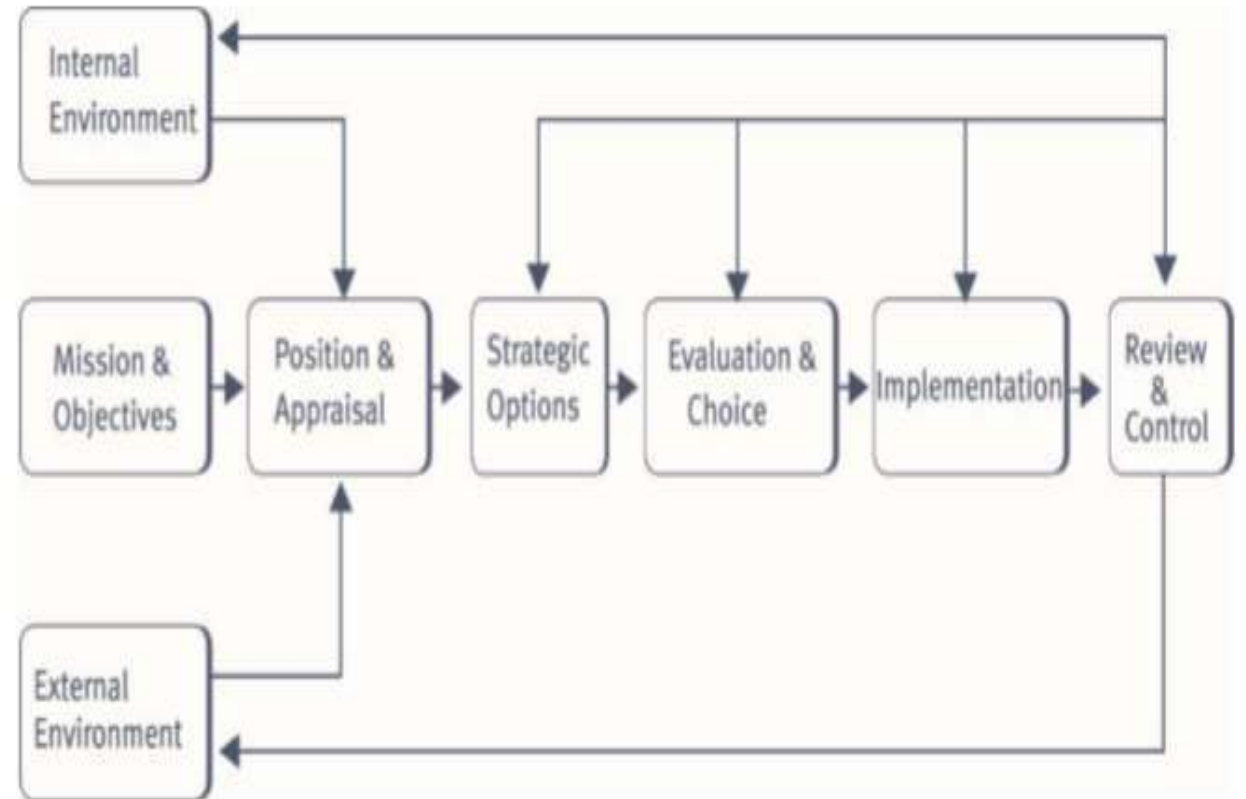 Internal
Environment
Mission &
Objectives
Position &
Appraisal
Strategic
Options
Evaluation &
Choice
Implementation
Review
&
Control
External
Environment